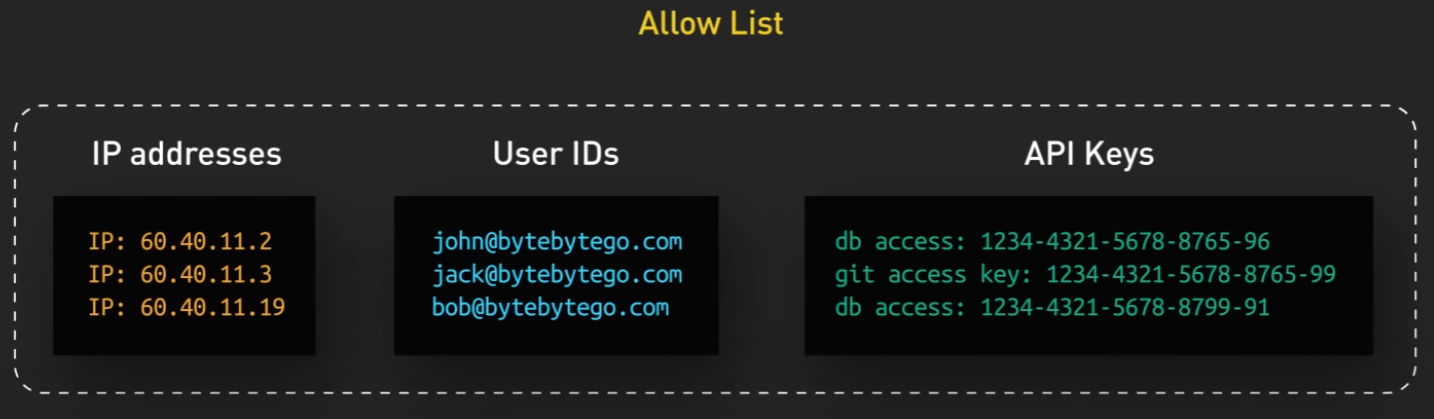 Allow List
IP addresses
IP: 60.40.11.2
IP: 60.40.11.3
IP: 60.40.11.19
User IDs
john@bytebytego.com
jack@bytebytego.com
bob@bytebytego.com
API Keys
db access: 1234-4321-5678-8765-96
git access key: 1234-4321-5678-8765-99
db access: 1234-4321-5678-8799-91